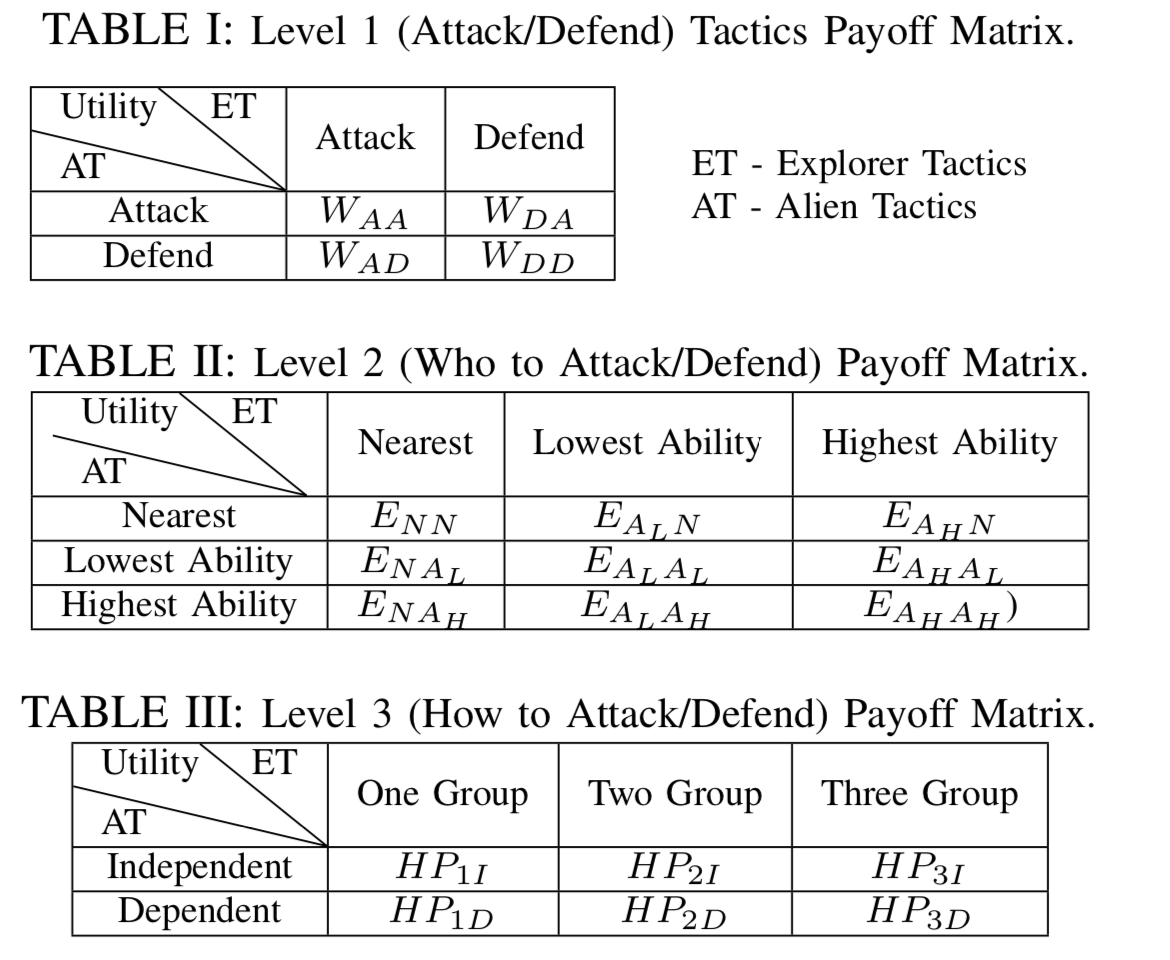 TABLE I: Level 1 (Attack/Defend) Tactics Payoff Matrix.
Utility ET
AT
Attack Defend
Attack W_{AA} W_{DA}
Defend W_{AD} W_{DD}
ET - Explorer Tactics
AT - Alien Tactics
TABLE II: Level 2 (Who to Attack/Defend) Payoff Matrix.
Utility ET
AT
Nearest Lowest Ability Highest Ability
Nearest E_{NN} E_{A_L N} E_{A_H N}
Lowest Ability E_{NA_L} E_{A_L A_L} E_{A_H A_L}
Highest Ability E_{NA_H} E_{A_L A_H} E_{A_H A_H})
TABLE III: Level 3 (How to Attack/Defend) Payoff Matrix.
Utility ET
AT
One Group Two Group Three Group
Independent HP_{1I} HP_{2I} HP_{3I}
Dependent HP_{1D} HP_{2D} HP_{3D}